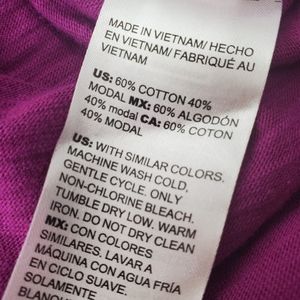 MADE IN VIETNAM/ HECHO
EN VIETNAM/ FABRIQUÉ AU
VIETNAM
US: 60% COTTON 40%
MODAL MX: 60% ALGODÓN
40% modal CA: 60% COTON
40% MODAL
US: WITH SIMILAR COLORS.
MACHINE WASH COLD,
GENTLE CYCLE. ONLY
NON-CHLORINE BLEACH.
TUMBLE DRY LOW. WARM
IRON. DO NOT DRY CLEAN
MX: CON COLORES
SIMILARES. LAVAR A
MÁQUINA CON AGUA FRÍA
EN CICLO SUAVE.
SOLAMENTE